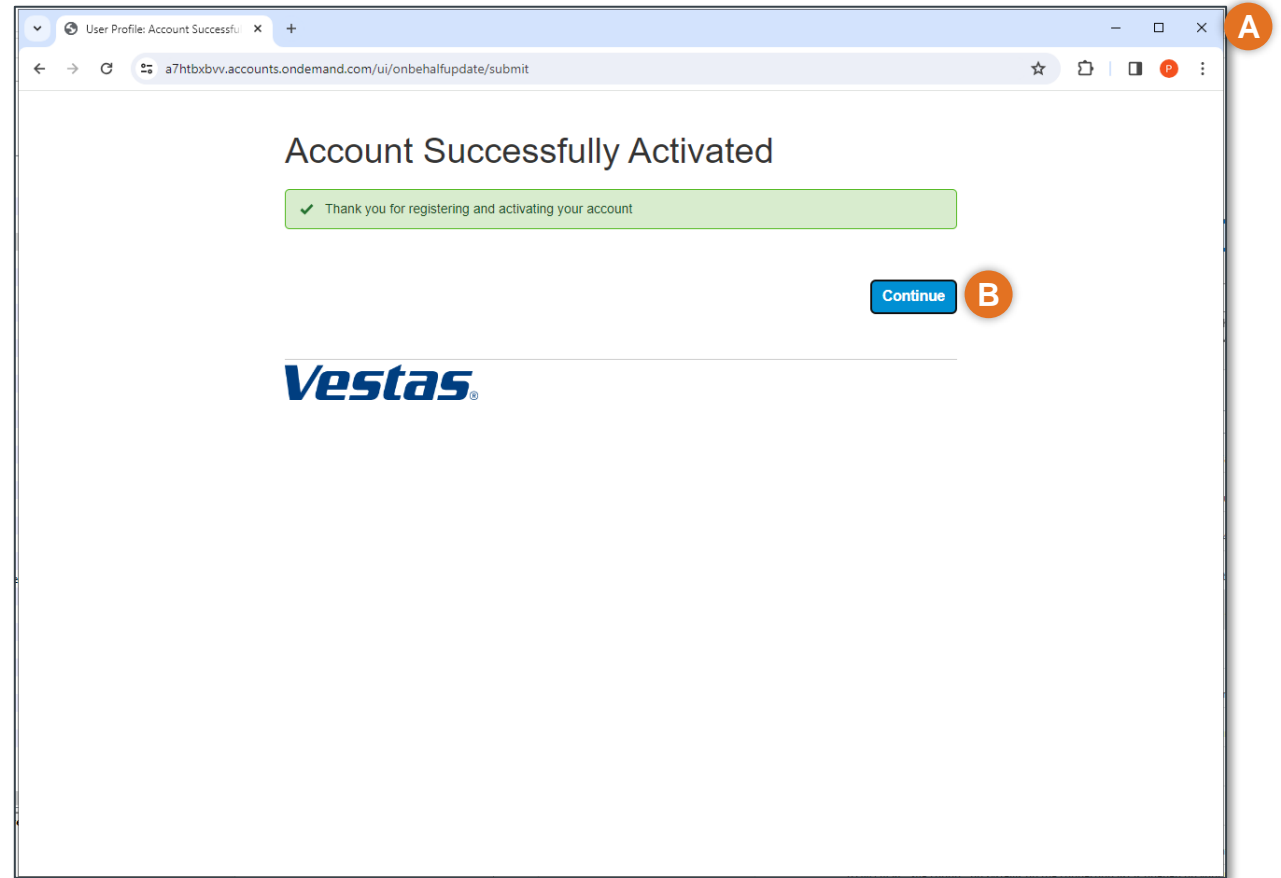 User Profile: Account Successfu
A
a7htbxbvv.accounts.ondemand.com/ui/onbehalfupdate/submit
P
Account Successfully Activated
Thank you for registering and activating your account
Continue
B
Vestas®